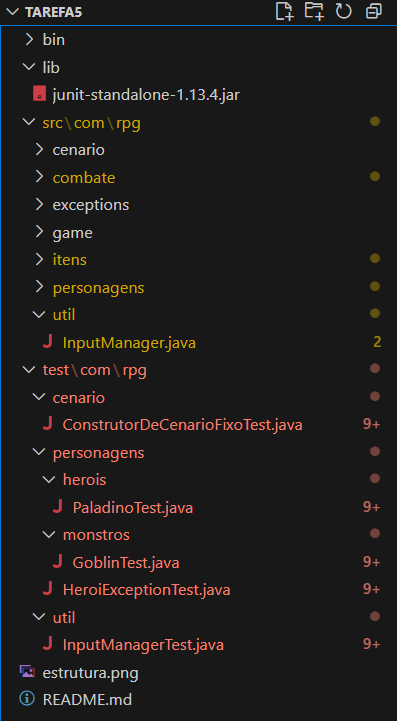 TAREFA5
bin
lib
junit-standalone-1.13.4.jar
src\com\rpg
cenario
combate
exceptions
game
itens
personagens
util
J InputManager.java 2
test\com\rpg
cenario
J ConstrutorDeCenarioFixoTest.java 9+
personagens
herois
J PaladinoTest.java 9+
monstros
J GoblinTest.java 9+
J HeroiExceptionTest.java 9+
util
J InputManagerTest.java 9+
estrutura.png
README.md